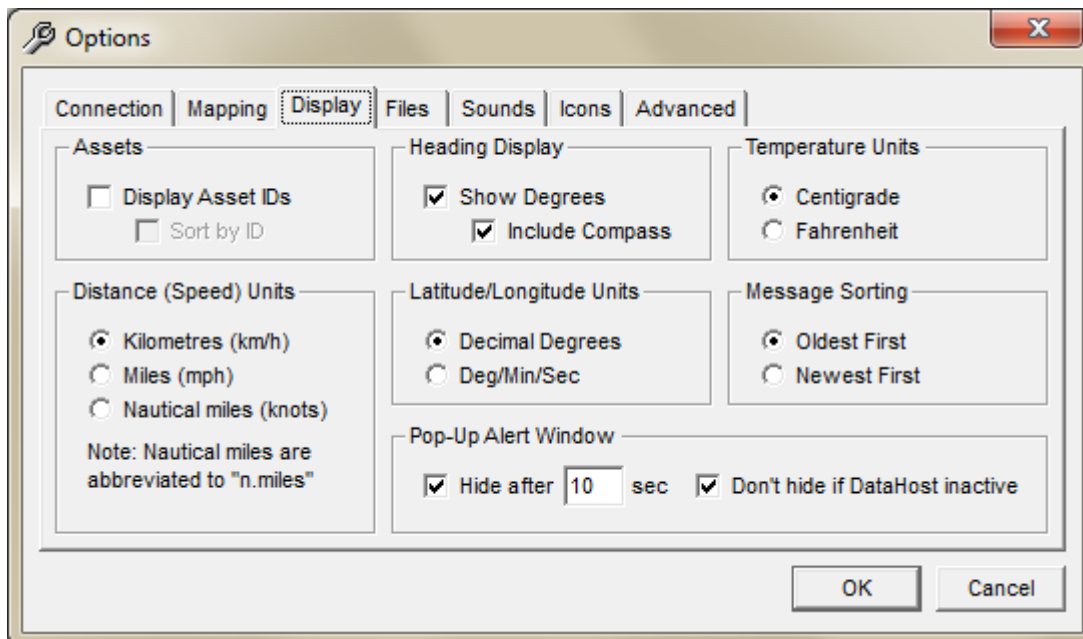 Options
Connection Mapping Display Files Sounds Icons Advanced
Assets
Display Asset IDs
Sort by ID
Heading Display
Show Degrees
Include Compass
Temperature Units
Centigrade
Fahrenheit
Distance (Speed) Units
Kilometres (km/h)
Miles (mph)
Nautical miles (knots)
Note: Nautical miles are
abbreviated to "n.miles"
Latitude/Longitude Units
Decimal Degrees
Deg/Min/Sec
Message Sorting
Oldest First
Newest First
Pop-Up Alert Window
Hide after 10 sec Don't hide if DataHost inactive
OK Cancel